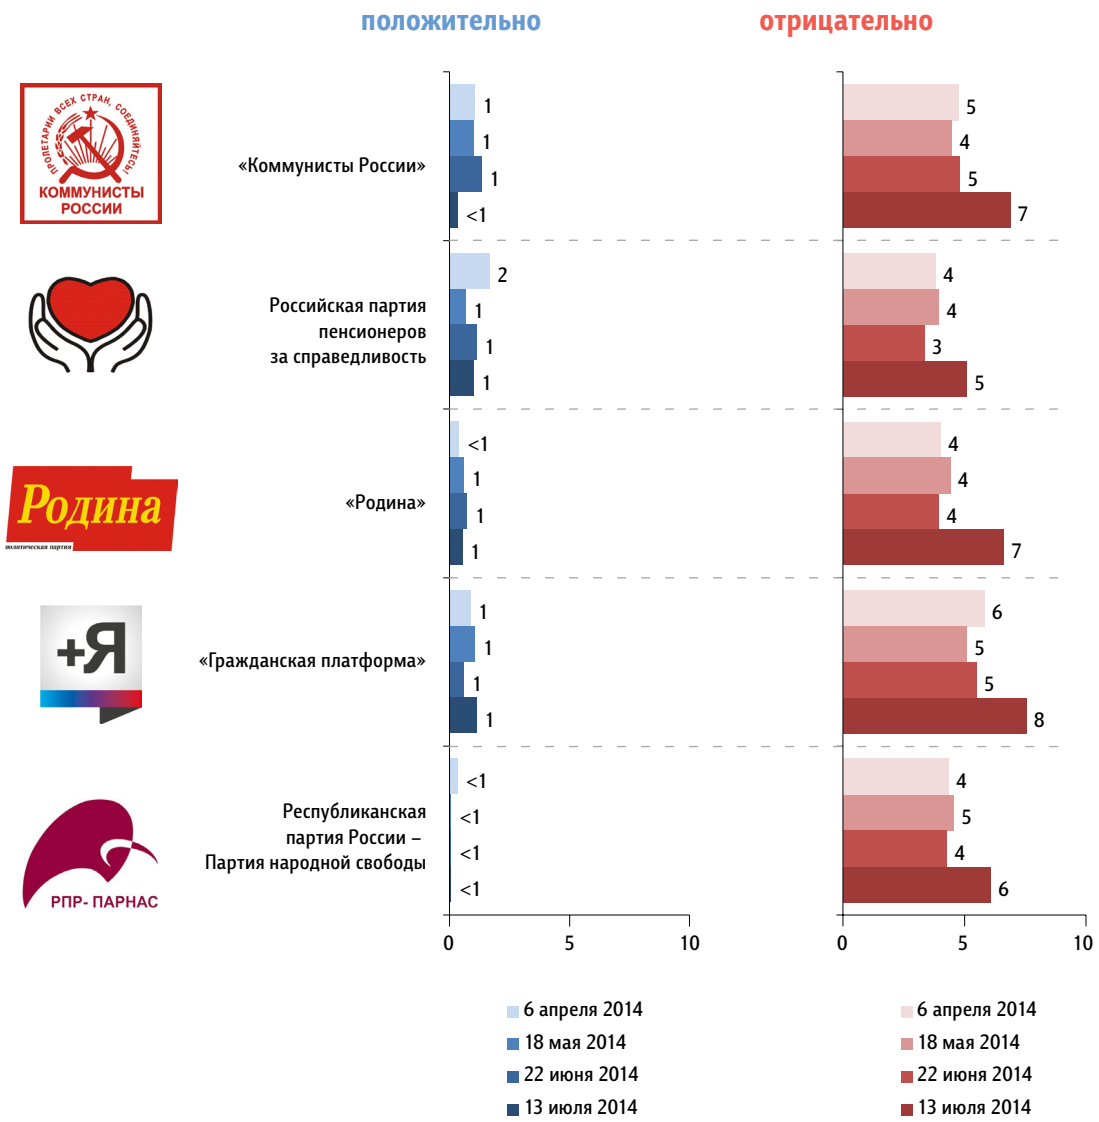 положительно
отрицательно
ПРОЛЕТАРИИ ВСЕХ СТРАН, СОЕДИНЯЙТЕСЬ!
КОММУНИСТЫ
РОССИИ
«Коммунисты России»
1
1
1
<1
5
4
5
7
Российская партия
пенсионеров
за справедливость
2
1
1
1
4
4
3
5
Родина
политическая партия
«Родина»
<1
1
1
1
4
4
4
7
+Я
«Гражданская платформа»
1
1
1
1
6
5
5
8
РПР- ПАРНАС
Республиканская
партия России –
Партия народной свободы
<1
<1
<1
<1
4
5
4
6
0 5 10
0 5 10
6 апреля 2014
18 мая 2014
22 июня 2014
13 июля 2014
6 апреля 2014
18 мая 2014
22 июня 2014
13 июля 2014